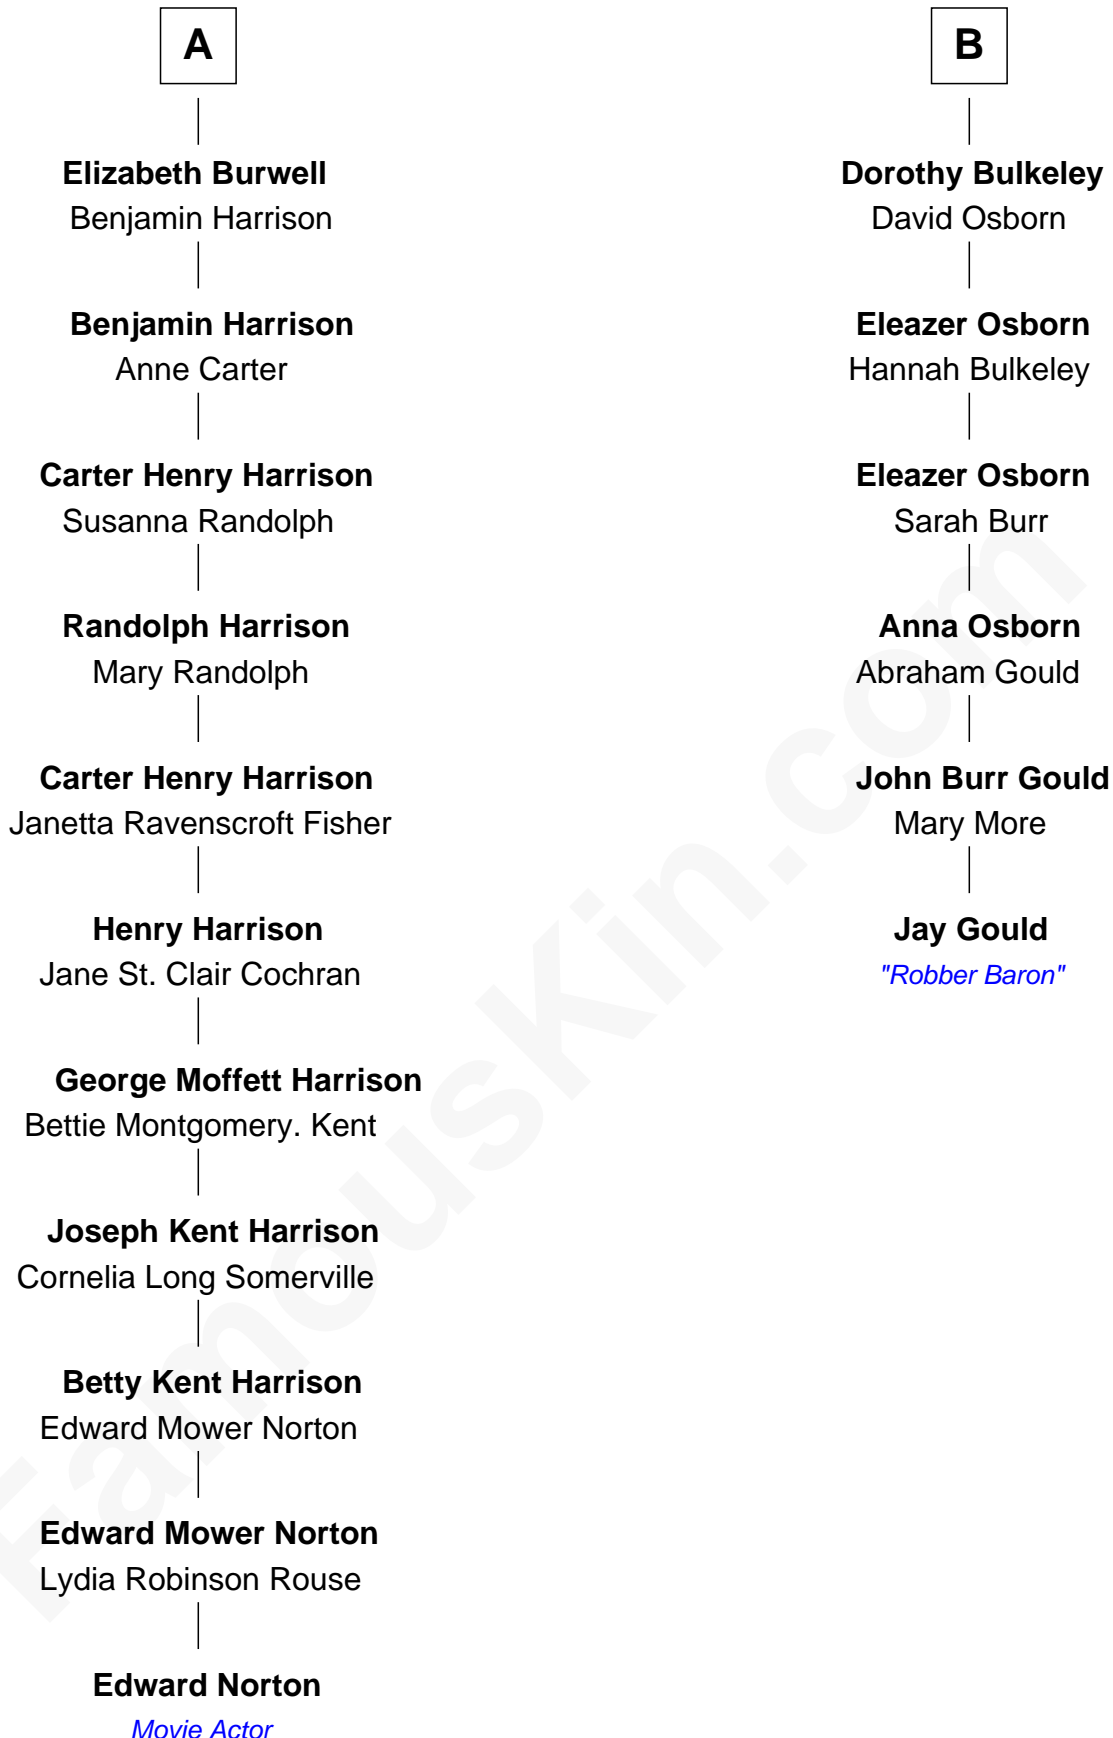 A
Elizabeth Burwell
Benjamin Harrison
Benjamin Harrison
Anne Carter
Carter Henry Harrison
Susanna Randolph
Randolph Harrison
Mary Randolph
Carter Henry Harrison
Janetta Ravenscroft Fisher
Henry Harrison
Jane St. Clair Cochran
George Moffett Harrison
Bettie Montgomery. Kent
Joseph Kent Harrison
Cornelia Long Somerville
Betty Kent Harrison
Edward Mower Norton
Edward Mower Norton
Lydia Robinson Rouse
Edward Norton
Movie Actor
B
Dorothy Bulkeley
David Osborn
Eleazer Osborn
Hannah Bulkeley
Eleazer Osborn
Sarah Burr
Anna Osborn
Abraham Gould
John Burr Gould
Mary More
Jay Gould
"Robber Baron"
FamousKin.com